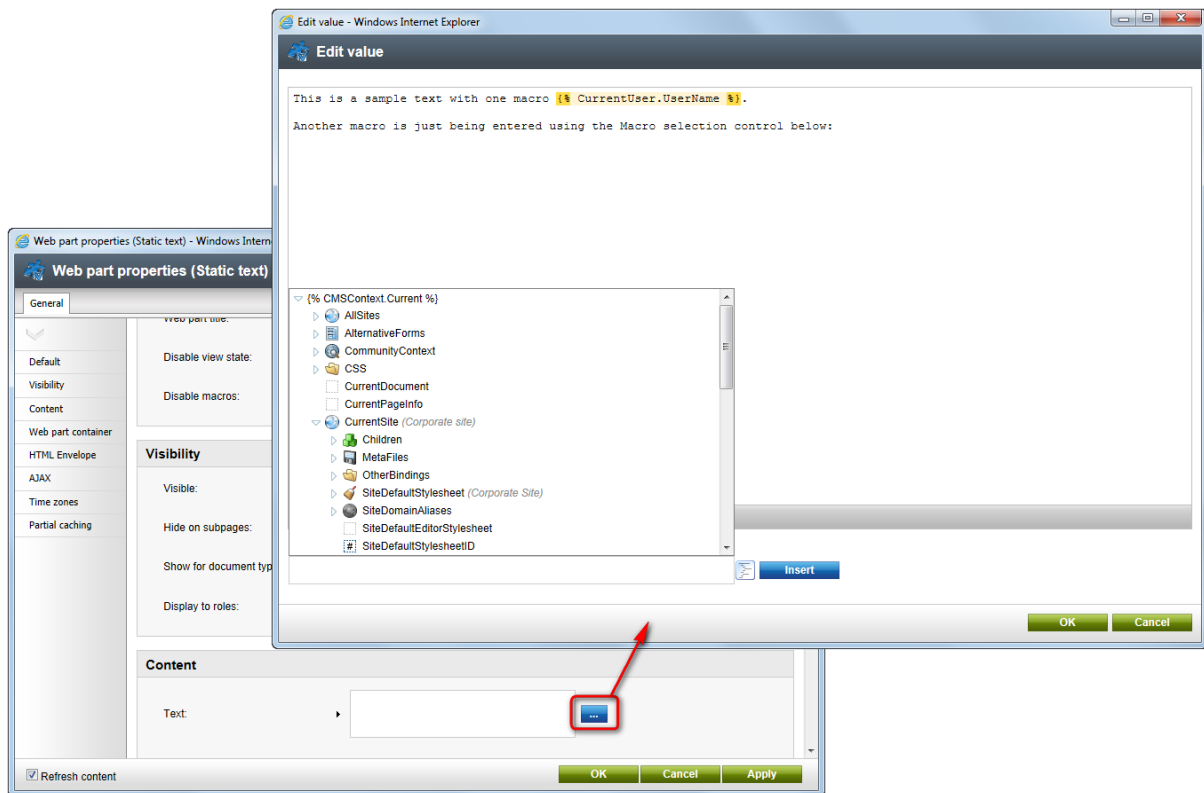 Edit value - Windows Internet Explorer
Edit value
This is a sample text with one macro {% CurrentUser.UserName %}.
Another macro is just being entered using the Macro selection control below:
{% CMSContext.Current %}
AllSites
AlternativeForms
CommunityContext
CSS
CurrentDocument
CurrentPageInfo
CurrentSite (Corporate site)
Children
MetaFiles
OtherBindings
SiteDefaultStylesheet (Corporate Site)
SiteDomainAliases
SiteDefaultEditorStylesheet
# SiteDefaultStylesheetID
Insert
OK Cancel
Web part properties (Static text) - Windows Intern
Web part properties (Static text)
General
Default
Visibility
Content
Web part container
HTML Envelope
AJAX
Time zones
Partial caching
Web part title:
Disable view state:
Disable macros:
Visibility
Visible:
Hide on subpages:
Show for document typ
Display to roles:
Content
Text:
...
Refresh content
OK Cancel Apply